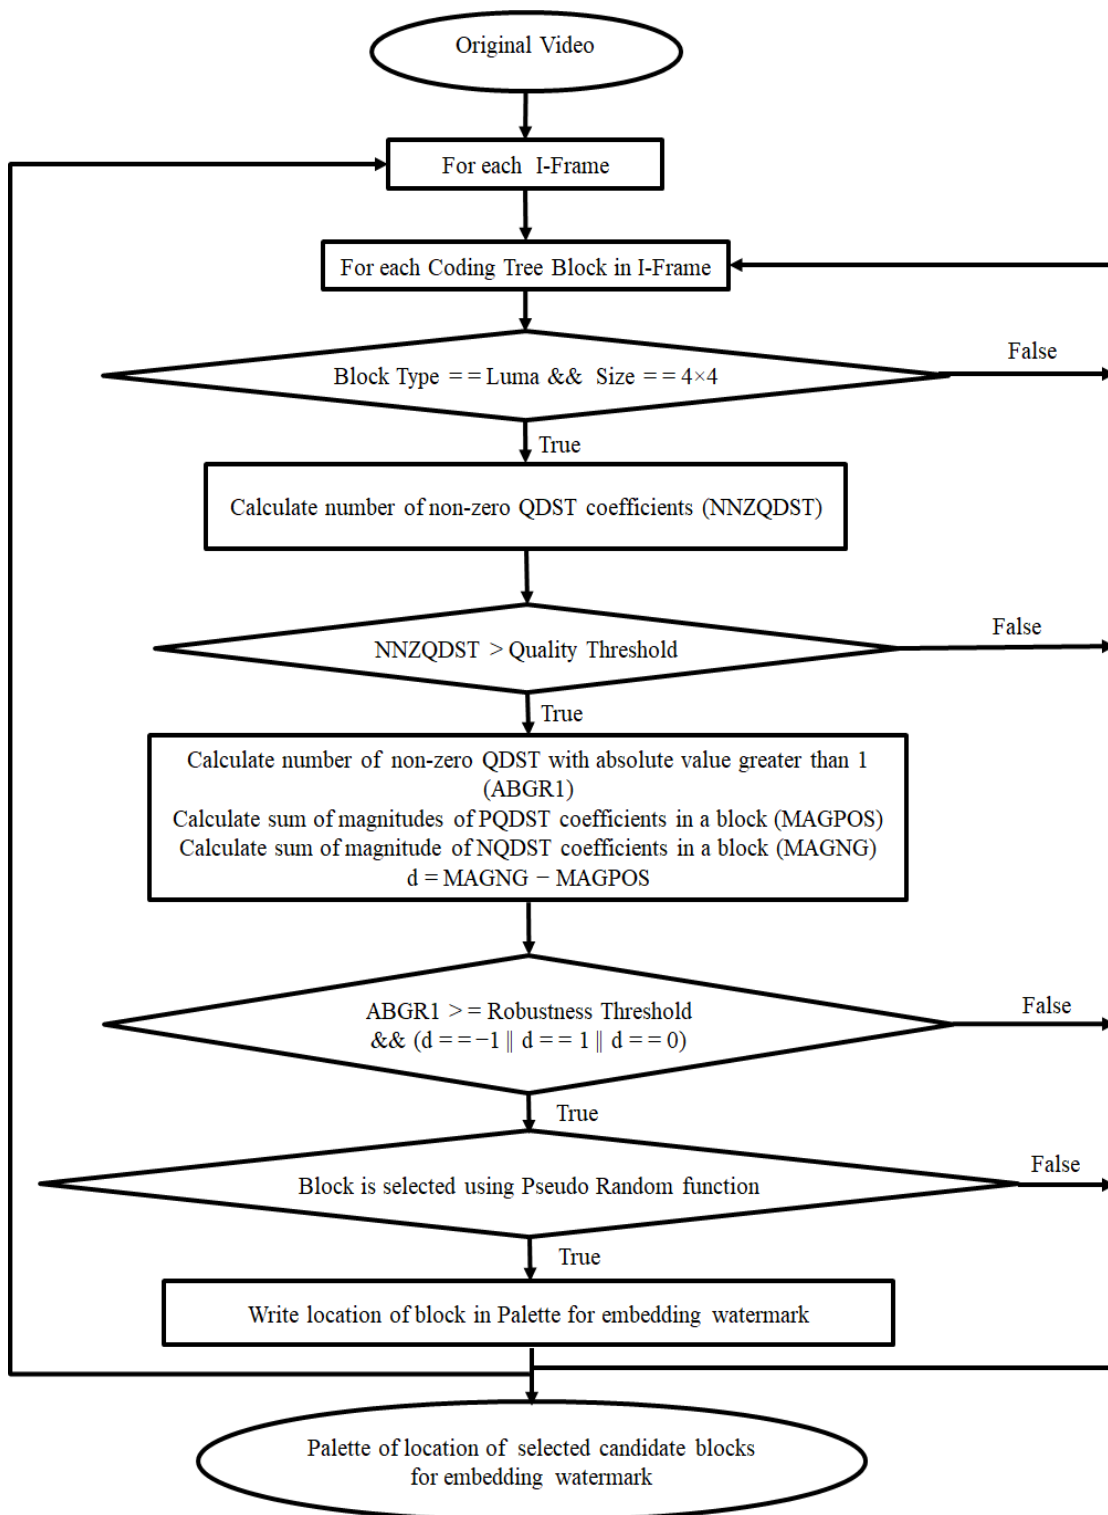 Original Video
For each I-Frame
For each Coding Tree Block in I-Frame
False
Block Type == Luma && Size == 4×4
True
Calculate number of non-zero QDST coefficients (NNZQDST)
False
NNZQDST > Quality Threshold
True
Calculate number of non-zero QDST with absolute value greater than 1
(ABGR1)
Calculate sum of magnitudes of PQDST coefficients in a block (MAGPOS)
Calculate sum of magnitude of NQDST coefficients in a block (MAGNG)
d = MAGNG − MAGPOS
ABGR1 >= Robustness Threshold
False
&& (d == −1 || d == 1 || d == 0)
True
False
Block is selected using Pseudo Random function
True
Write location of block in Palette for embedding watermark
Palette of location of selected candidate blocks
for embedding watermark